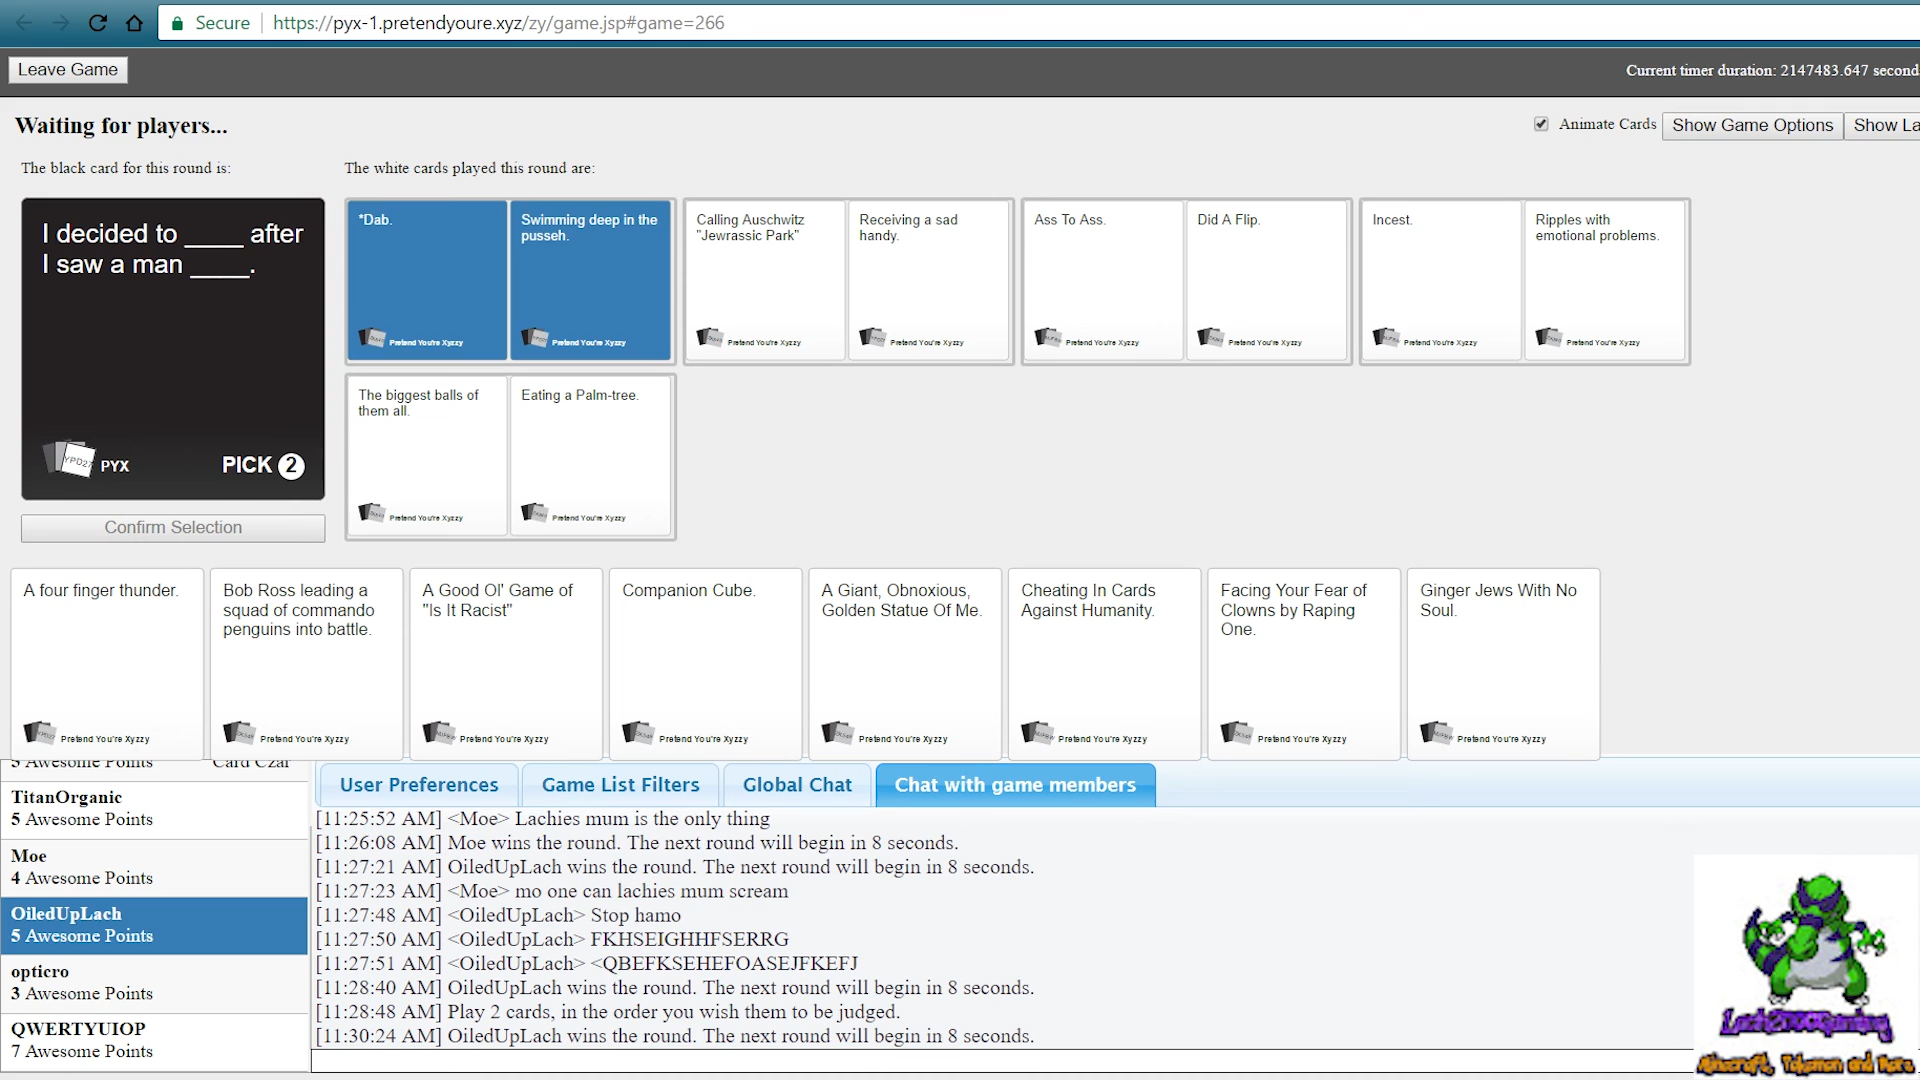 Secure https://pyx-1.pretendyoure.xyz/zy/game.jsp#game=266
Leave Game
Current timer duration: 2147483.647 second
Waiting for players...
Animate Cards
Show Game Options
Show La
The black card for this round is:
The white cards played this round are:
I decided to ____ after
I saw a man ____.
PYX
PICK 2
Confirm Selection
*Dab.
Pretend You're Xyzzy
Swimming deep in the
pusseh.
Pretend You're Xyzzy
Calling Auschwitz
"Jewrassic Park"
Pretend You're Xyzzy
Receiving a sad
handy.
Pretend You're Xyzzy
Ass To Ass.
Pretend You're Xyzzy
Did A Flip.
Pretend You're Xyzzy
Incest.
Pretend You're Xyzzy
Ripples with
emotional problems.
Pretend You're Xyzzy
The biggest balls of
them all.
Pretend You're Xyzzy
Eating a Palm-tree.
Pretend You're Xyzzy
A four finger thunder.
Pretend You're Xyzzy
Bob Ross leading a
squad of commando
penguins into battle.
Pretend You're Xyzzy
A Good Ol' Game of
"Is It Racist"
Pretend You're Xyzzy
Companion Cube.
Pretend You're Xyzzy
A Giant, Obnoxious,
Golden Statue Of Me.
Pretend You're Xyzzy
Cheating In Cards
Against Humanity.
Pretend You're Xyzzy
Facing Your Fear of
Clowns by Raping
One.
Pretend You're Xyzzy
Ginger Jews With No
Soul.
Pretend You're Xyzzy
5 Awesome Points
Card Czar
TitanOrganic
5 Awesome Points
Moe
4 Awesome Points
OiledUpLach
5 Awesome Points
opticro
3 Awesome Points
QWERTYUIOP
7 Awesome Points
User Preferences
Game List Filters
Global Chat
Chat with game members
[11:25:52 AM] <Moe> Lachies mum is the only thing
[11:26:08 AM] Moe wins the round. The next round will begin in 8 seconds.
[11:27:21 AM] OiledUpLach wins the round. The next round will begin in 8 seconds.
[11:27:23 AM] <Moe> mo one can lachies mum scream
[11:27:48 AM] <OiledUpLach> Stop hamo
[11:27:50 AM] <OiledUpLach> FKHSEIGHHFSERRG
[11:27:51 AM] <OiledUpLach> <QBEFKSEHEFOASEJFKEFJ
[11:28:40 AM] OiledUpLach wins the round. The next round will begin in 8 seconds.
[11:28:48 AM] Play 2 cards, in the order you wish them to be judged.
[11:30:24 AM] OiledUpLach wins the round. The next round will begin in 8 seconds.
Minecraft, Pokemon and More